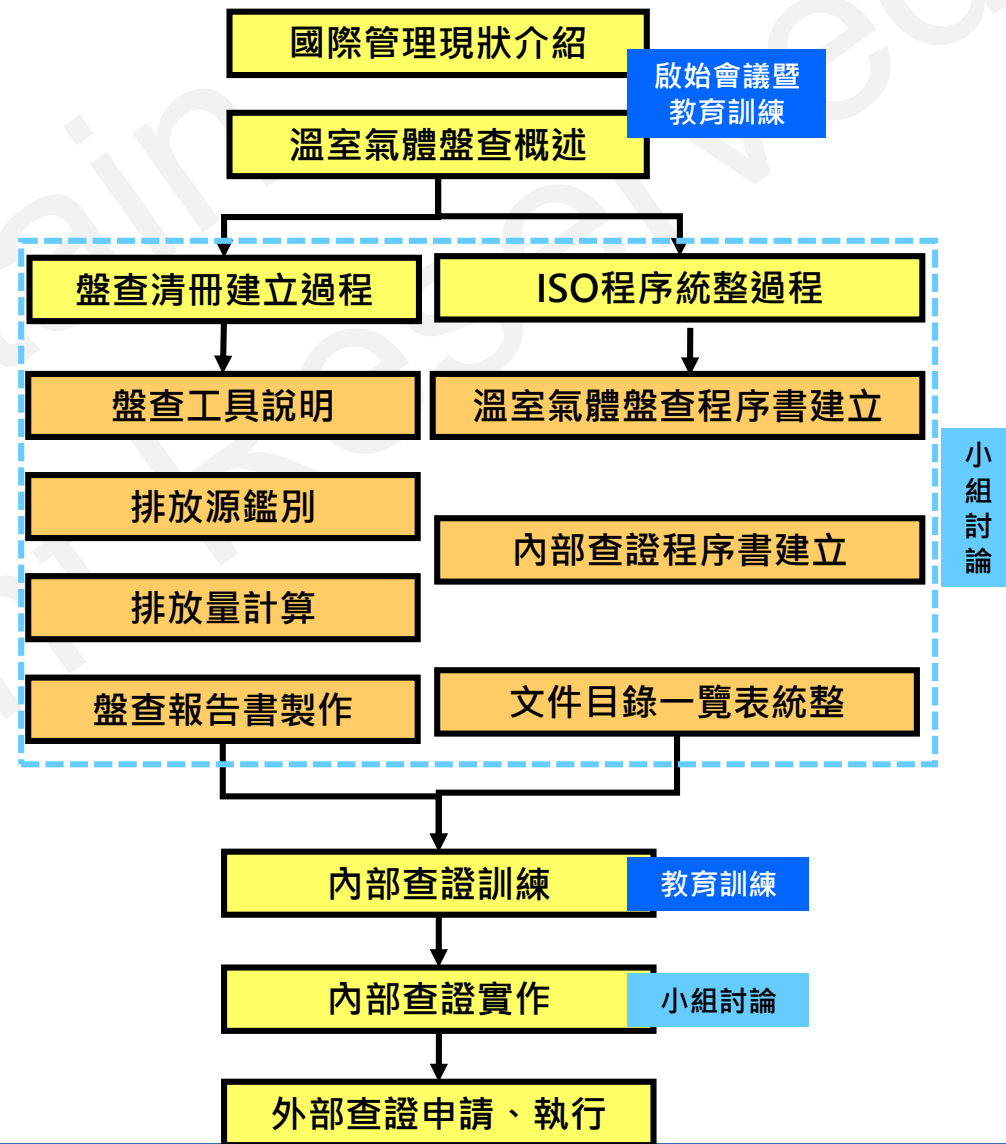 國際管理現狀介紹
啟始會議暨
教育訓練
溫室氣體盤查概述
盤查清冊建立過程
ISO程序統整過程
盤查工具說明
溫室氣體盤查程序書建立
小
組
討
論
排放源鑑別
內部查證程序書建立
排放量計算
盤查報告書製作
文件目錄一覽表統整
內部查證訓練
教育訓練
內部查證實作
小組討論
外部查證申請、執行